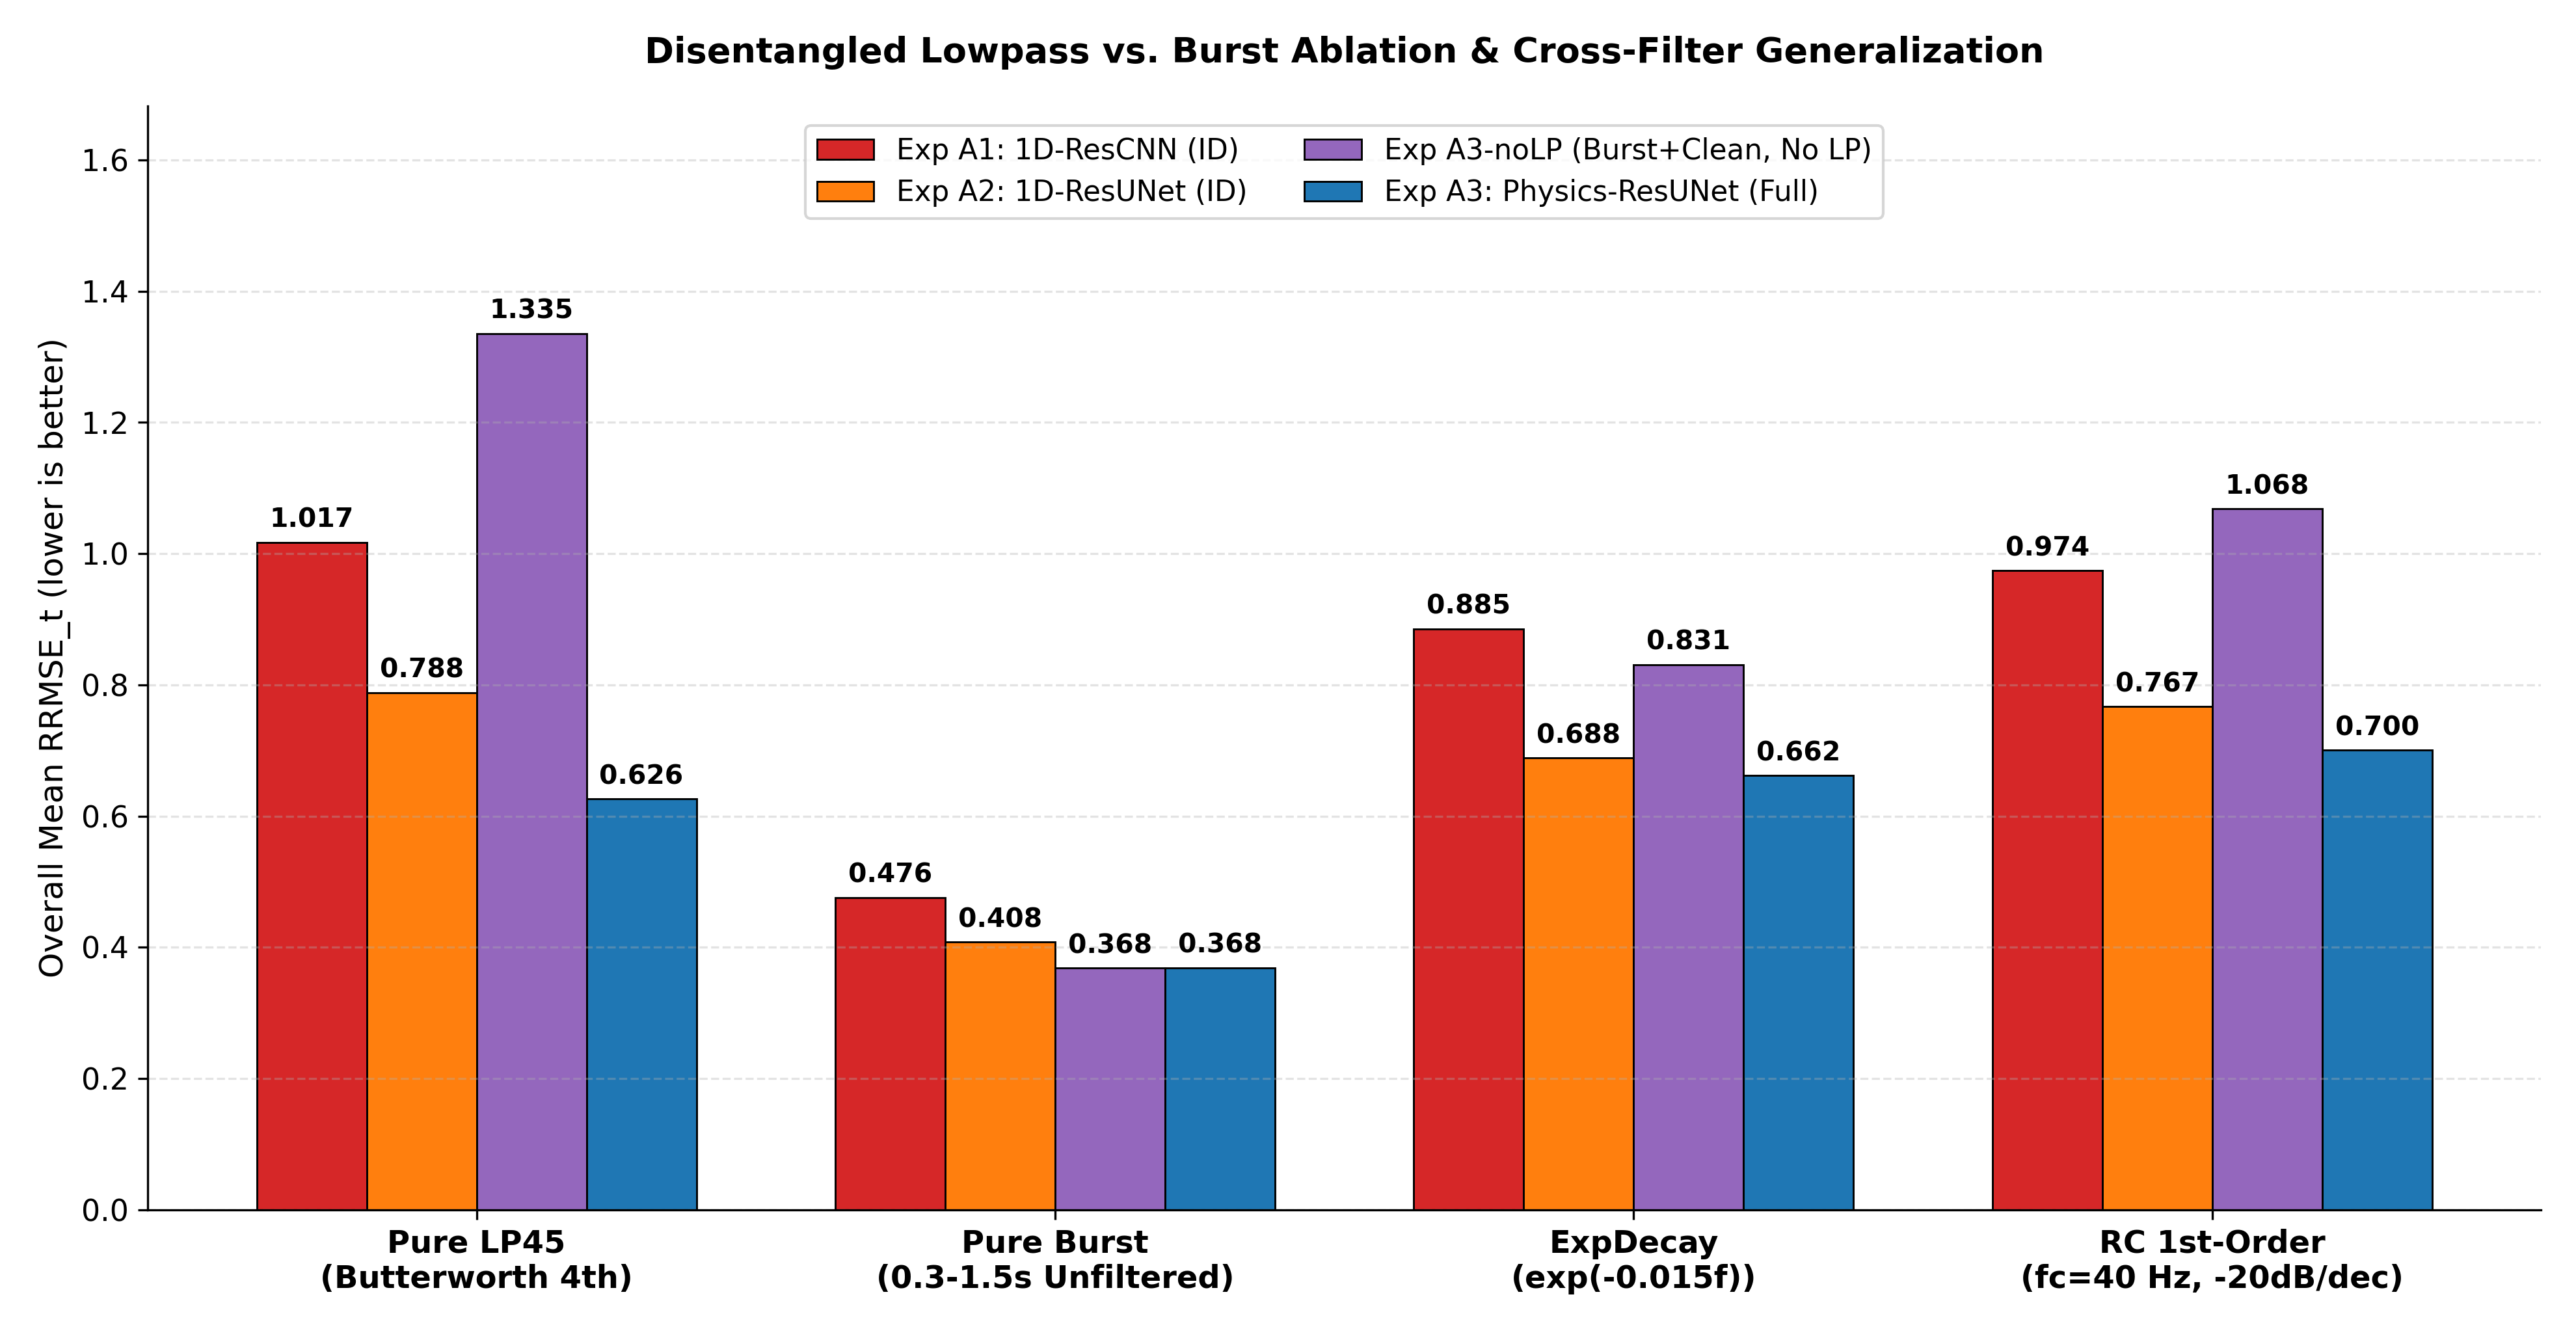 Disentangled Lowpass vs. Burst Ablation & Cross-Filter Generalization
Exp A1: 1D-ResCNN (ID)
Exp A2: 1D-ResUNet (ID)
Exp A3-noLP (Burst+Clean, No LP)
Exp A3: Physics-ResUNet (Full)
Overall Mean RRMSE_t (lower is better)
1.6
1.4
1.2
1.0
0.8
0.6
0.4
0.2
0.0
1.017
0.788
1.335
0.626
0.476
0.408
0.368
0.368
0.885
0.688
0.831
0.662
0.974
0.767
1.068
0.700
Pure LP45
(Butterworth 4th)
Pure Burst
(0.3-1.5s Unfiltered)
ExpDecay
(exp(-0.015f))
RC 1st-Order
(fc=40 Hz, -20dB/dec)